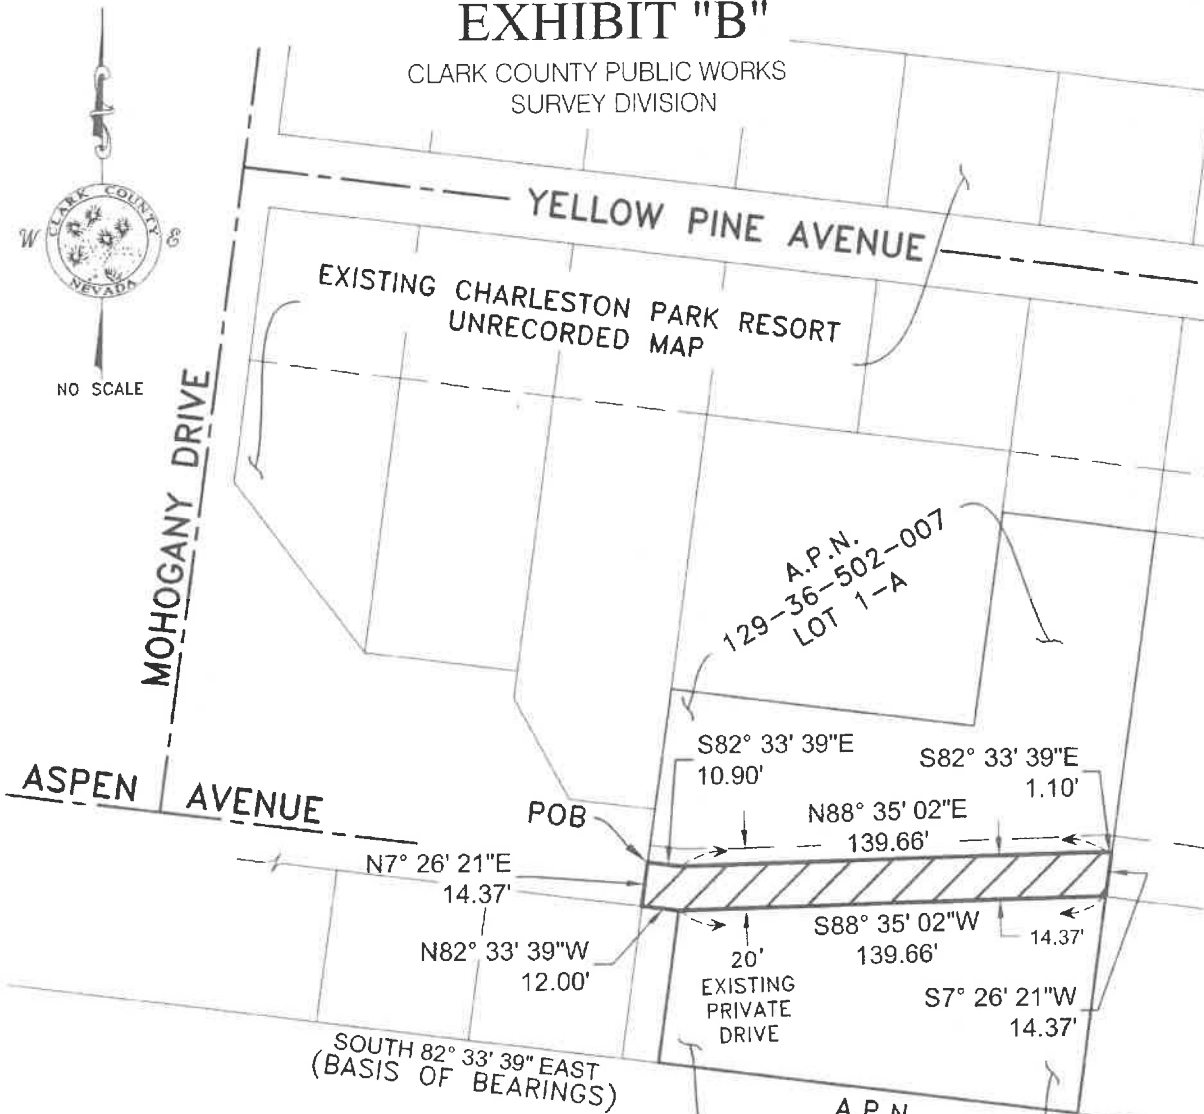 EXHIBIT "B"
CLARK COUNTY PUBLIC WORKS
SURVEY DIVISION
CLARK COUNTY
NEVADA
W
E
NO SCALE
YELLOW PINE AVENUE
EXISTING CHARLESTON PARK RESORT
UNRECORDED MAP
MOHOGANY DRIVE
A.P.N.
129-36-502-007
LOT 1-A
ASPEN AVENUE
POB
S82° 33' 39"E
10.90'
S82° 33' 39"E
1.10'
N88° 35' 02"E
139.66'
N7° 26' 21"E
14.37'
N82° 33' 39"W
12.00'
20'
EXISTING
PRIVATE
DRIVE
S88° 35' 02"W
139.66'
14.37'
S7° 26' 21"W
14.37'
SOUTH 82° 33' 39" EAST
(BASIS OF BEARINGS)
A.P.N.